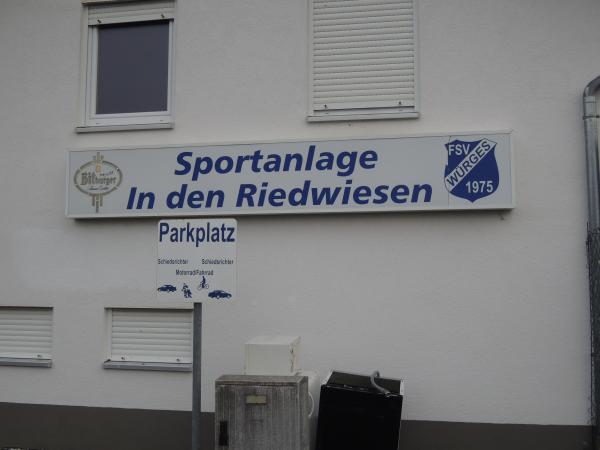 Bitburger
Sportanlage
In den Riedwiesen
FSV
WÜRGES
1975
Parkplatz
Schiedsrichter Schiedsrichter
Motorrad/Fahrrad